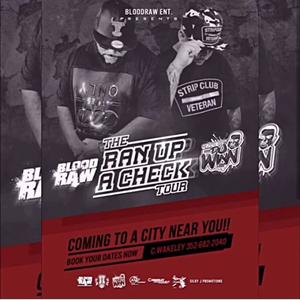 BLOODRAW ENT.
PRESENTS
STRIP CLUB
VETERAN
THE
RAN UP
A CHECK
TOUR
BLOOD
RAW
COMING TO A CITY NEAR YOU!!
BOOK YOUR DATES NOW
C.WAKELEY 352-682-2040